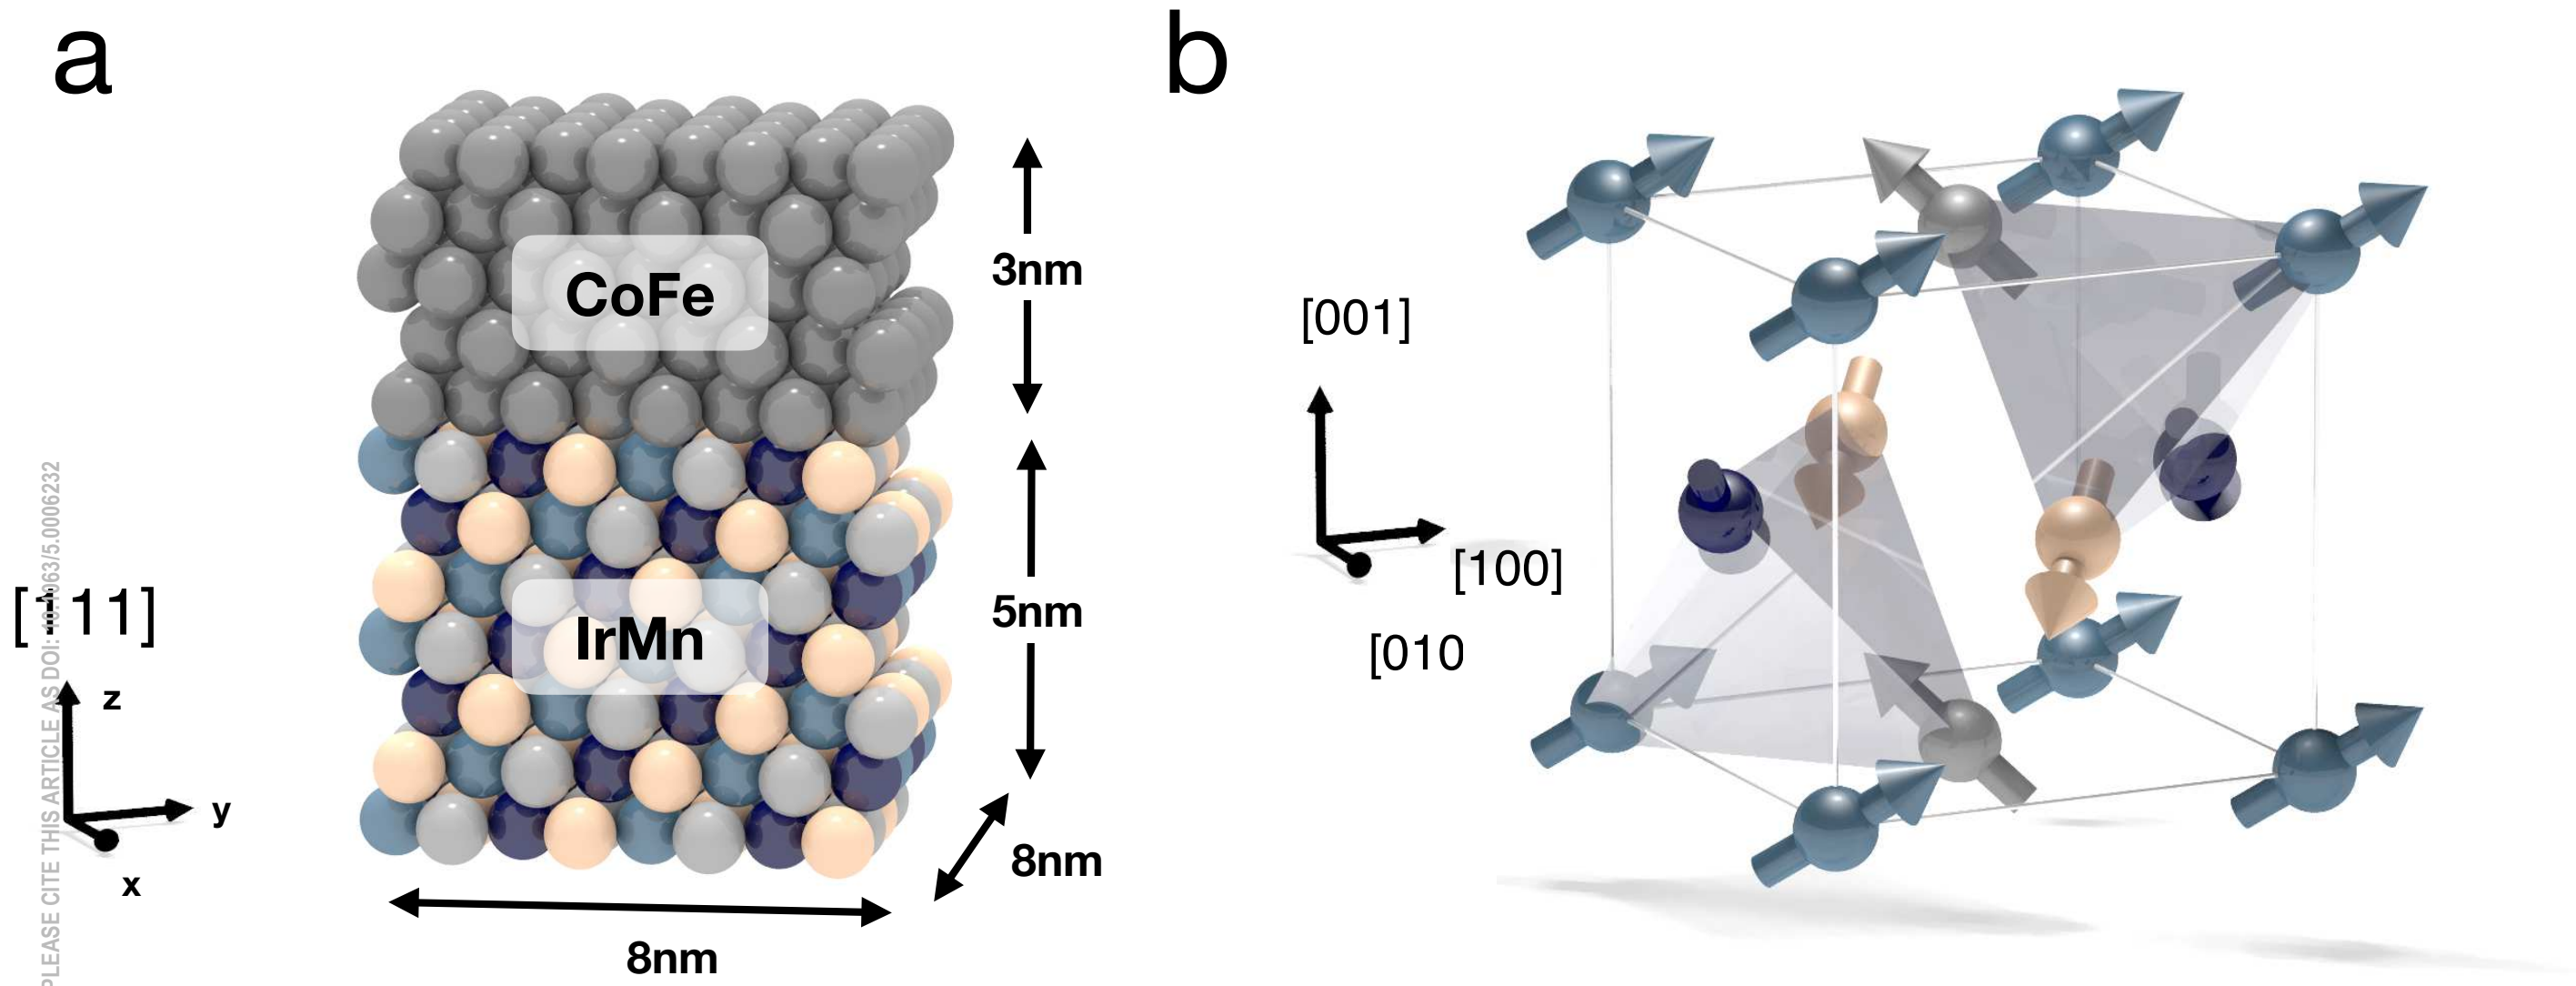 a
CoFe
3nm
IrMn
5nm
8nm
8nm
[111]
z
y
x
PLEASE CITE THIS ARTICLE AS DOI: 10.1063/5.0006232
b
[001]
[100]
[010